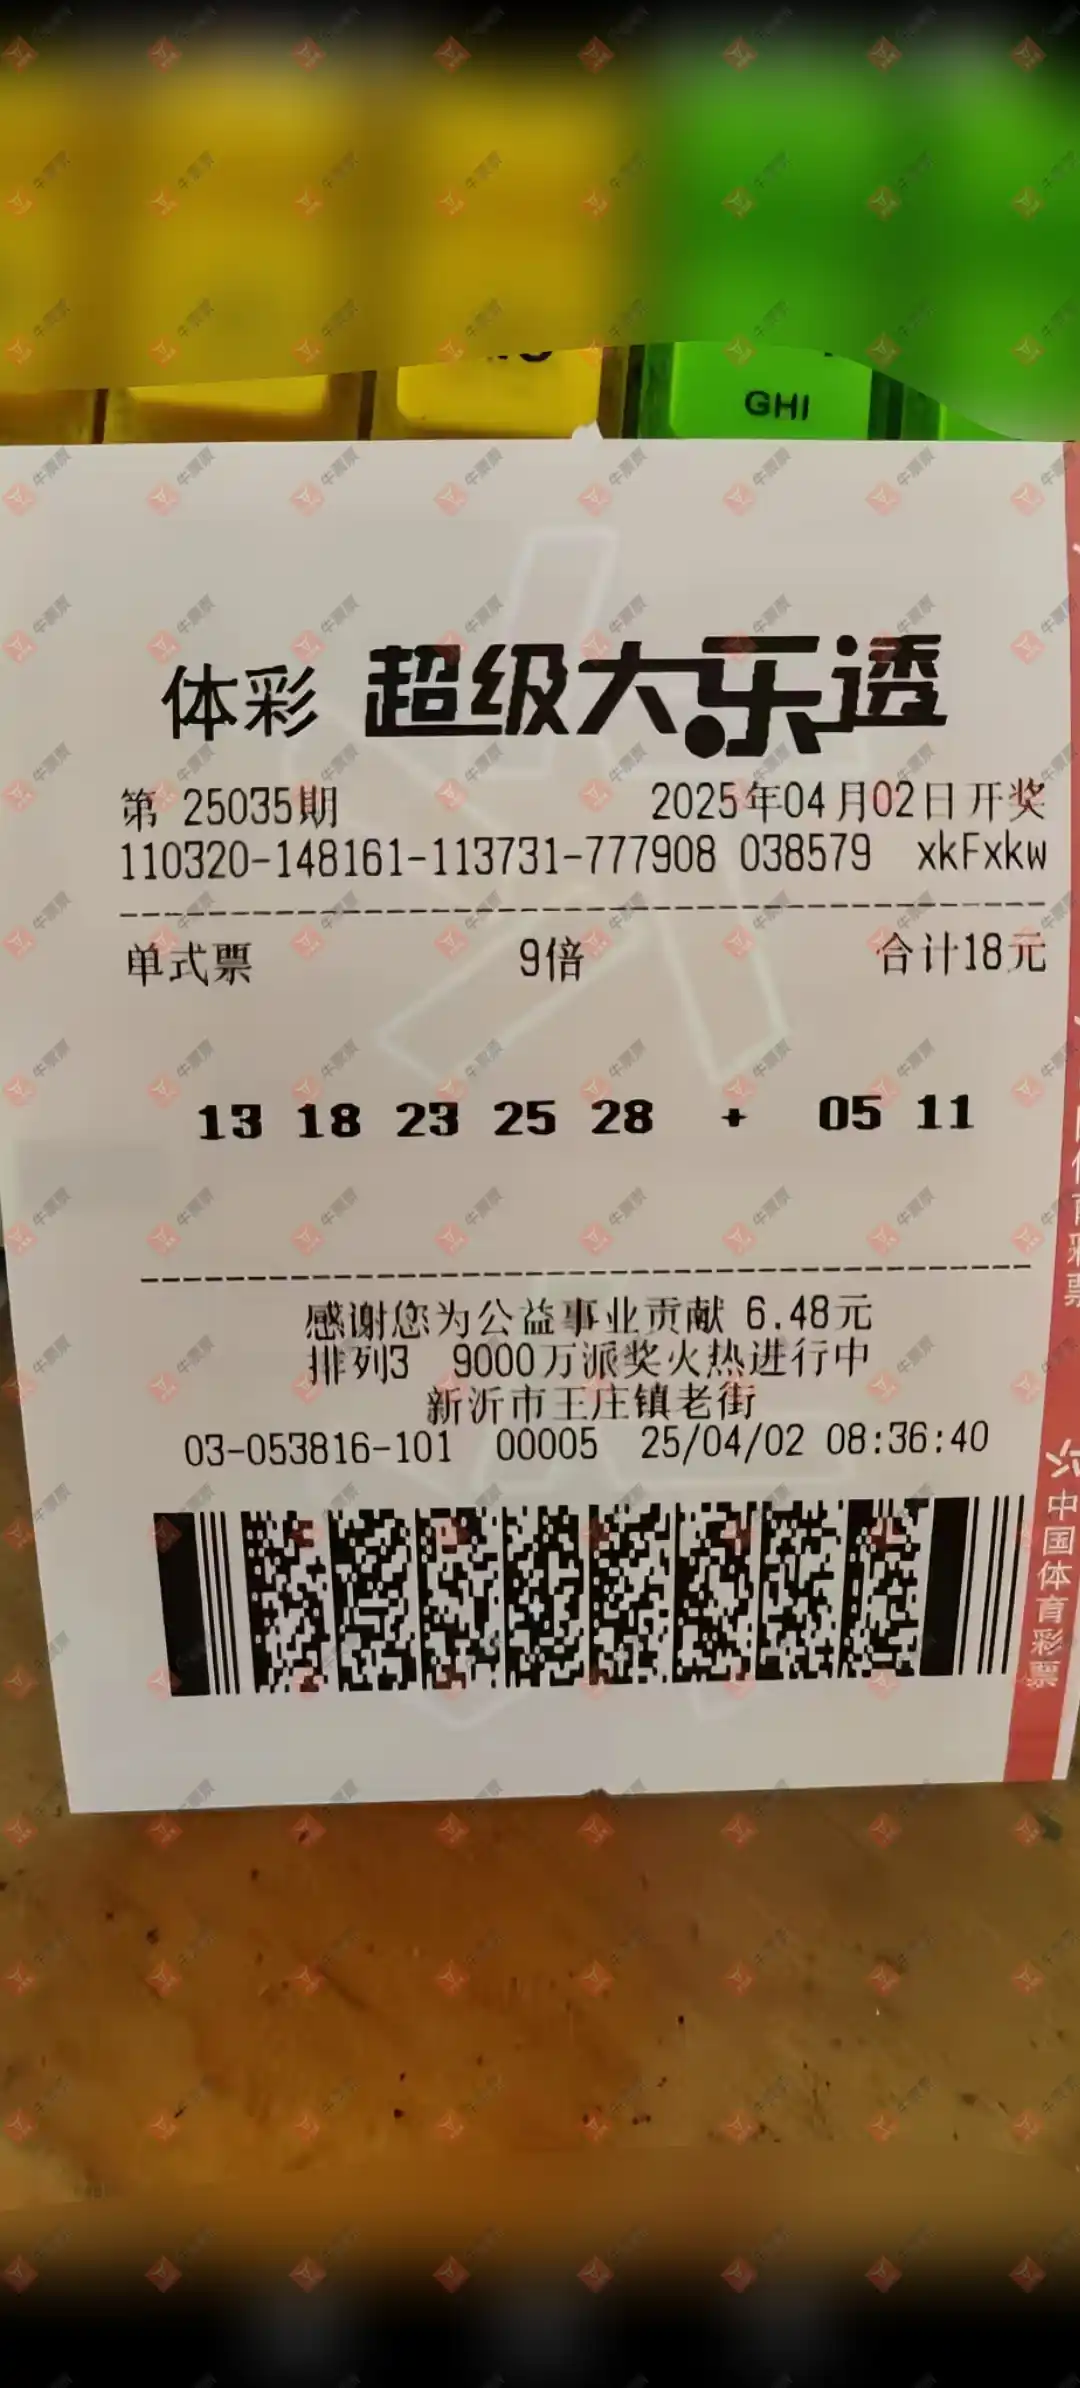 GHI
体彩 超级大乐透
第 25035期 2025年04月02日开奖
110320-148161-113731-777908 038579 xkFxkw
单式票 9倍 合计18元
13 18 23 25 28 + 05 11
感谢您为公益事业贡献 6.48元
排列3 9000万派奖火热进行中
新沂市王庄镇老街
03-053816-101 00005 25/04/02 08:36:40
中国体育彩票